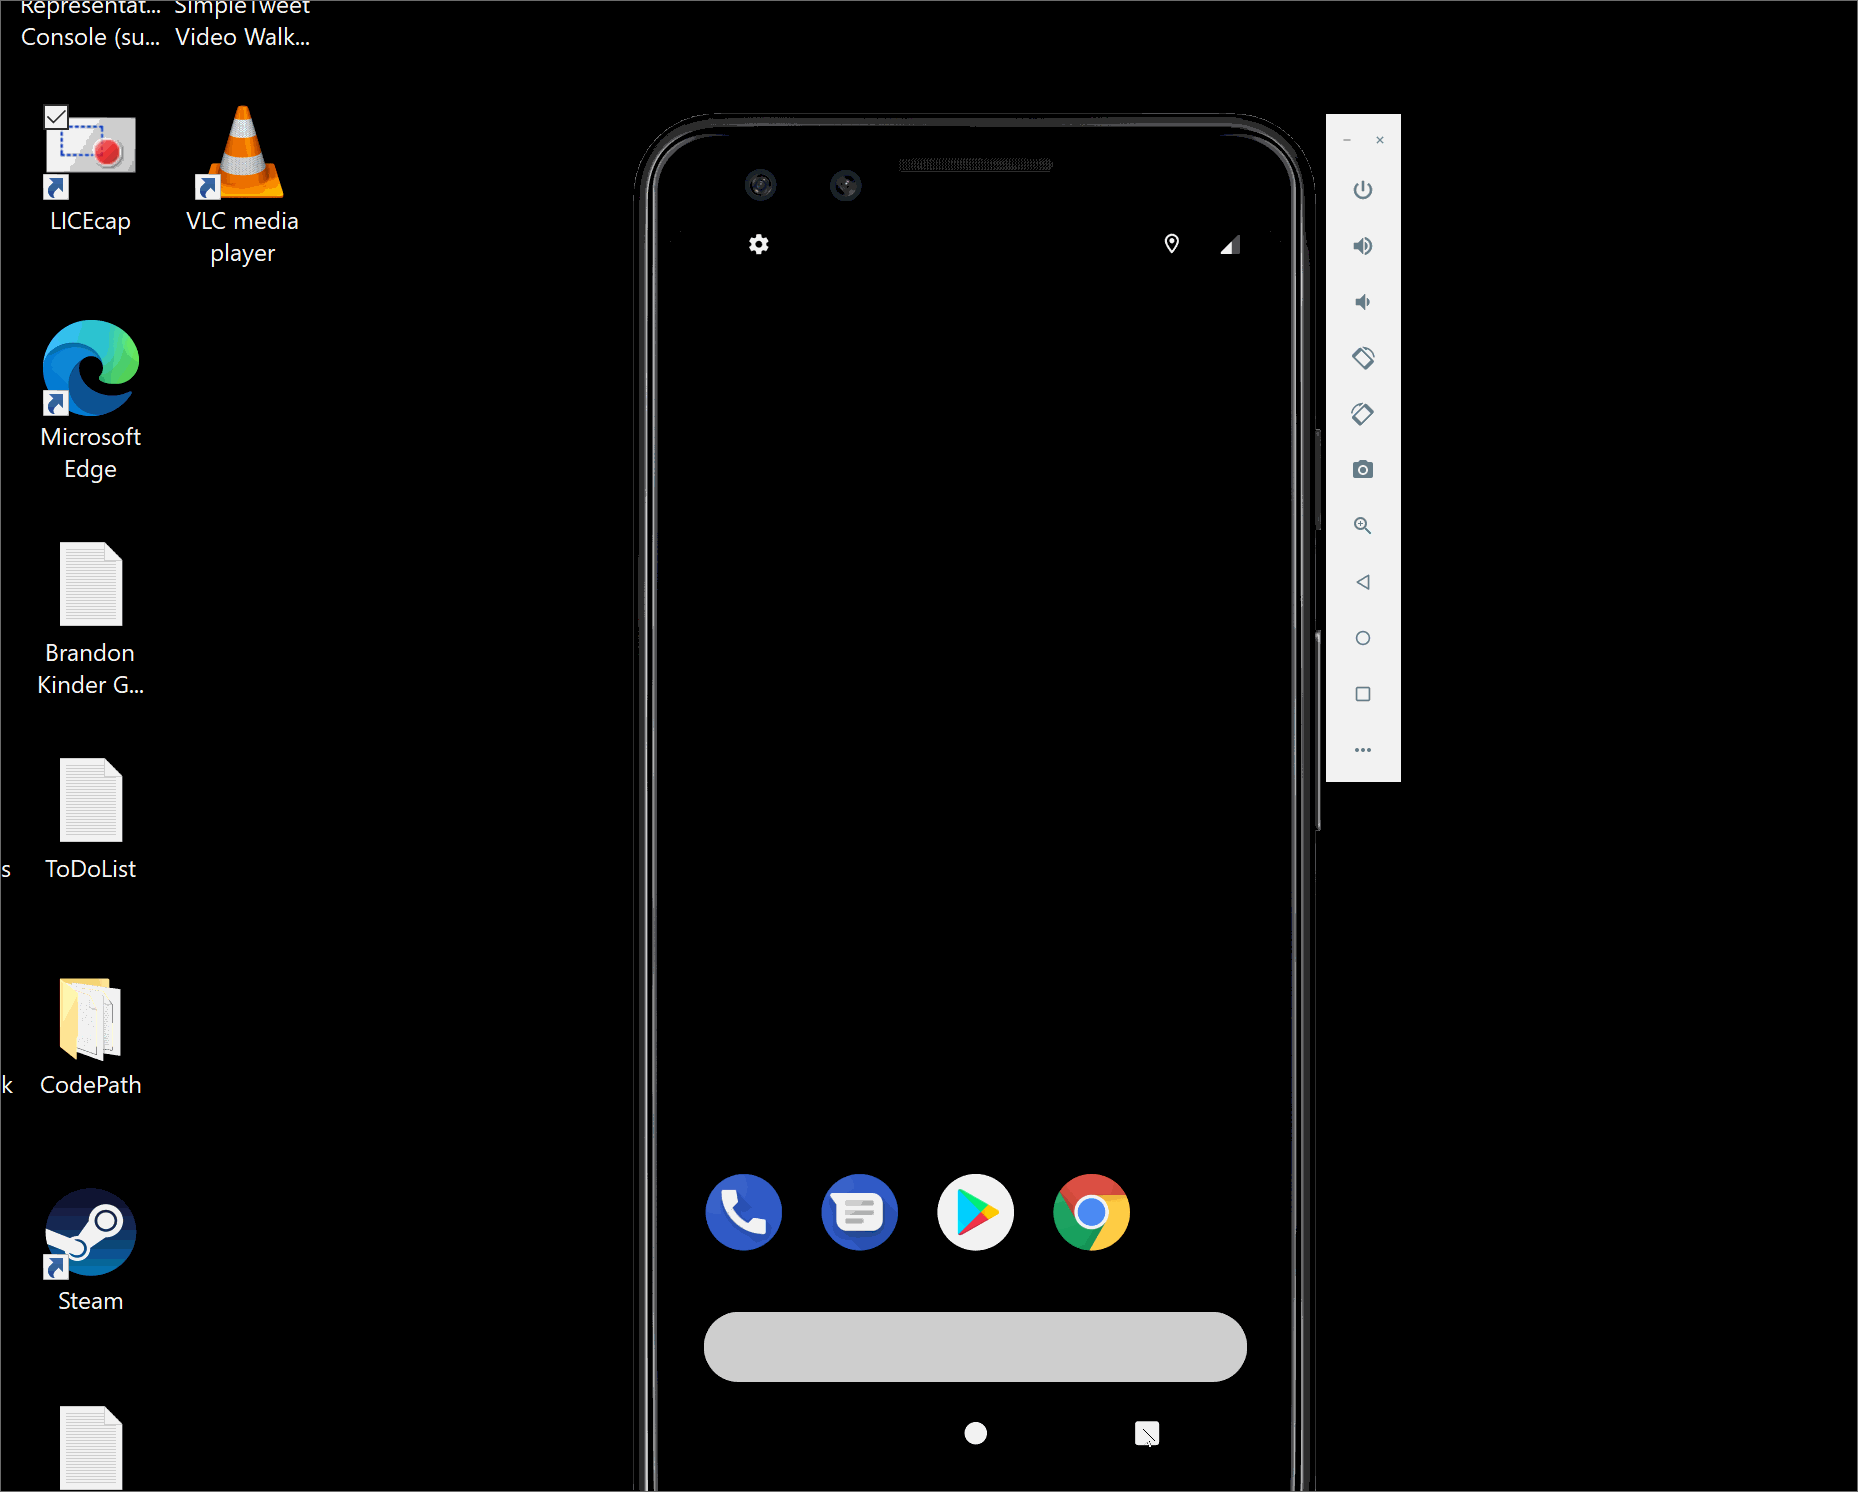 Representat...
Console (su...
SimpleTweet
Video Walk...
LICEcap
VLC media
player
Microsoft
Edge
Brandon
Kinder G...
s
ToDoList
k
CodePath
Steam